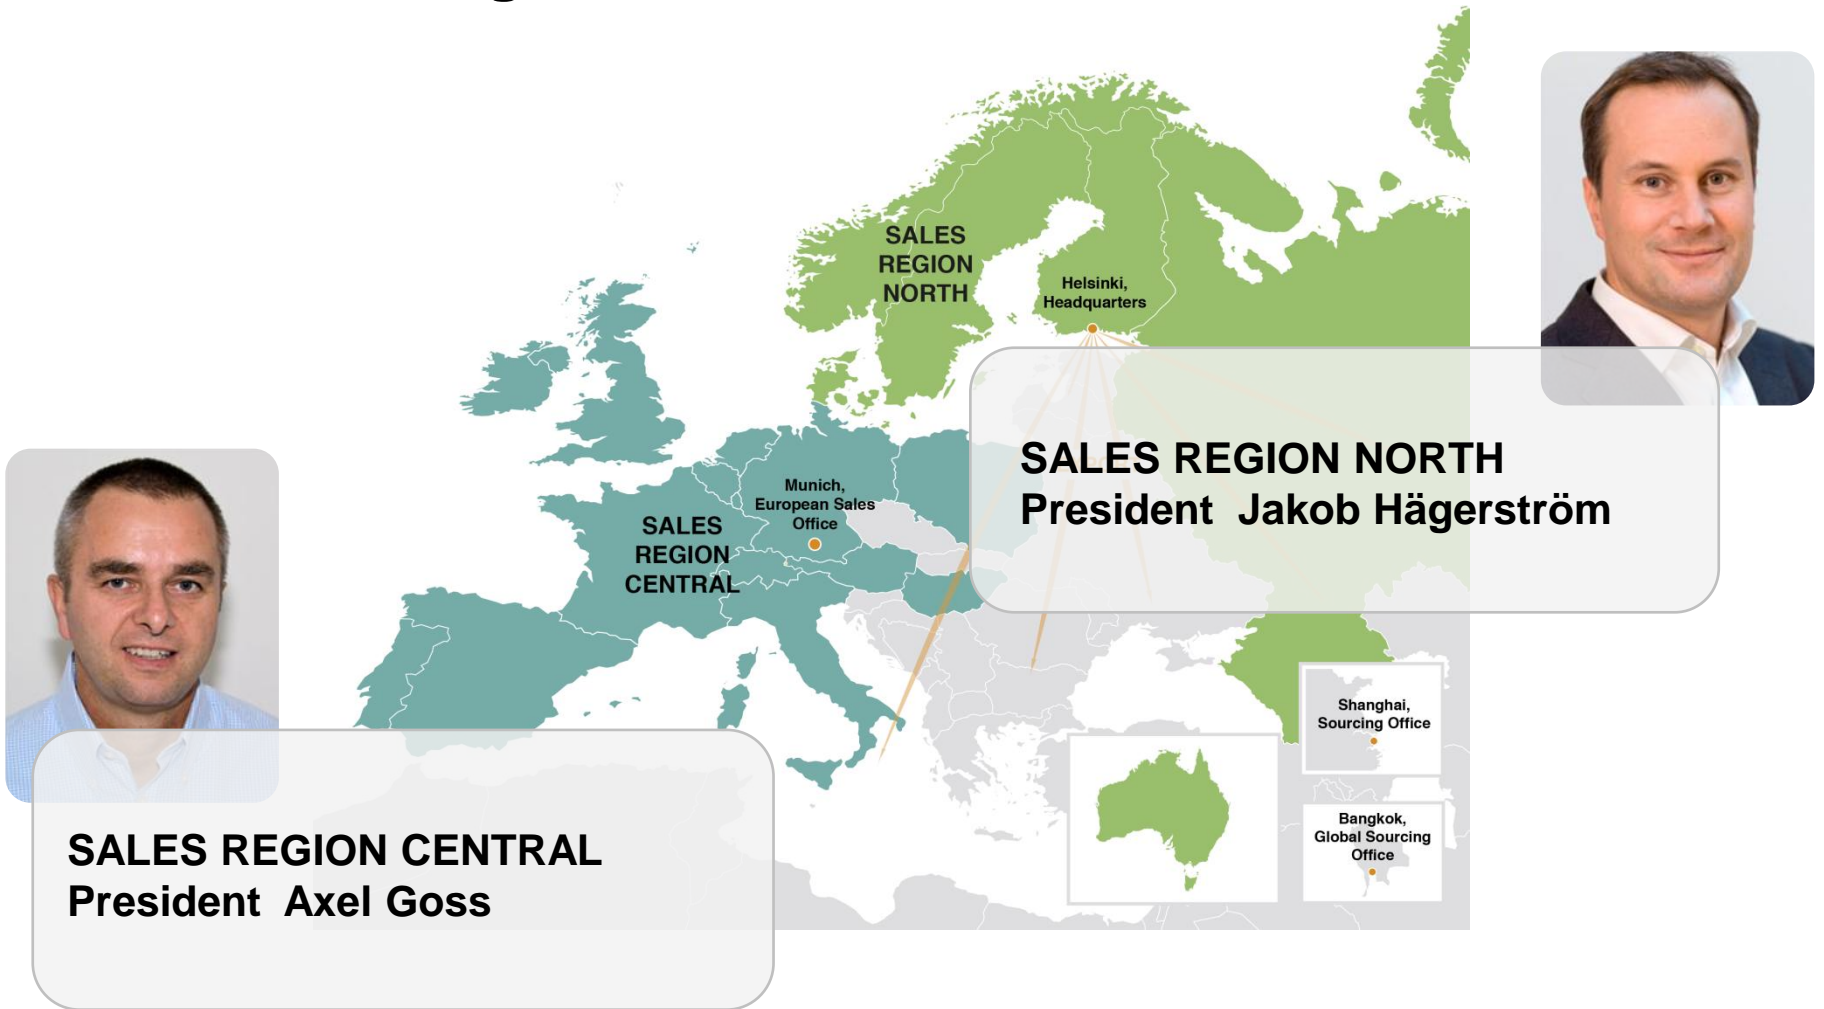 SALES
REGION
NORTH
Helsinki,
Headquarters
SALES REGION NORTH
President Jakob Hägerström
Munich,
European Sales
Office
SALES
REGION
CENTRAL
Shanghai,
Sourcing Office
Bangkok,
Global Sourcing
Office
SALES REGION CENTRAL
President Axel Goss